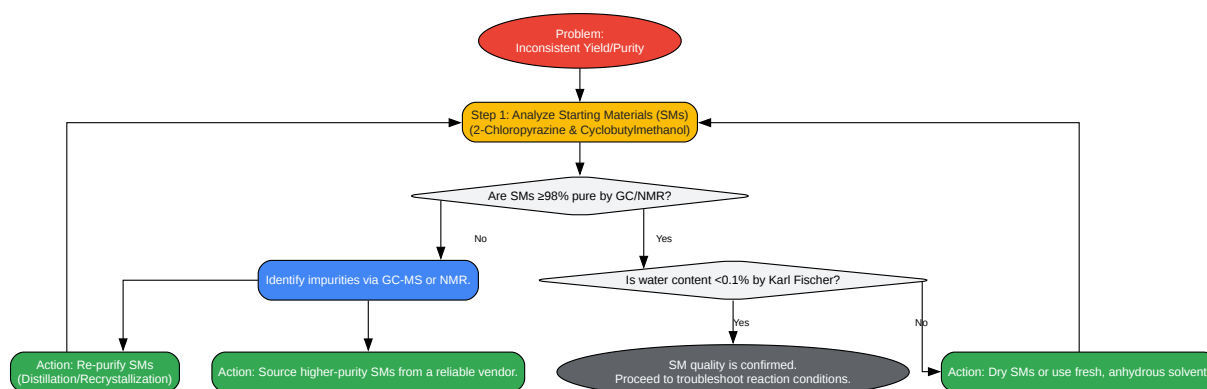 Problem:
Inconsistent Yield/Purity
Step 1: Analyze Starting Materials (SMs)
(2-Chloropyrazine & Cyclobutylmethanol)
Are SMs ≥98% pure by GC/NMR?
No
Yes
Identify impurities via GC-MS or NMR.
Is water content <0.1% by Karl Fischer?
Yes
No
Action: Re-purify SMs
(Distillation/Recrystallization)
Action: Source higher-purity SMs from a reliable vendor.
SM quality is confirmed.
Proceed to troubleshoot reaction conditions.
Action: Dry SMs or use fresh, anhydrous solvent